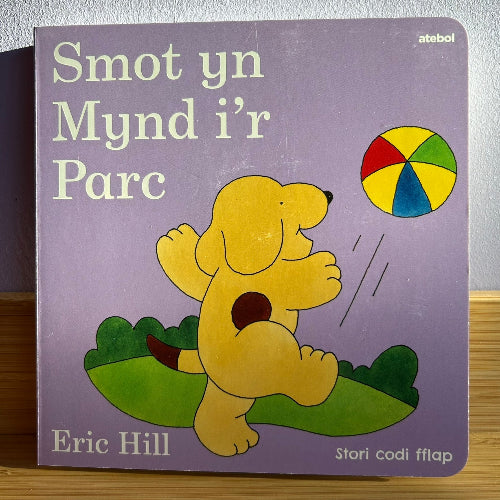 atebol
Smot yn
Mynd i'r
Parc
Eric Hill
Stori codi fflap